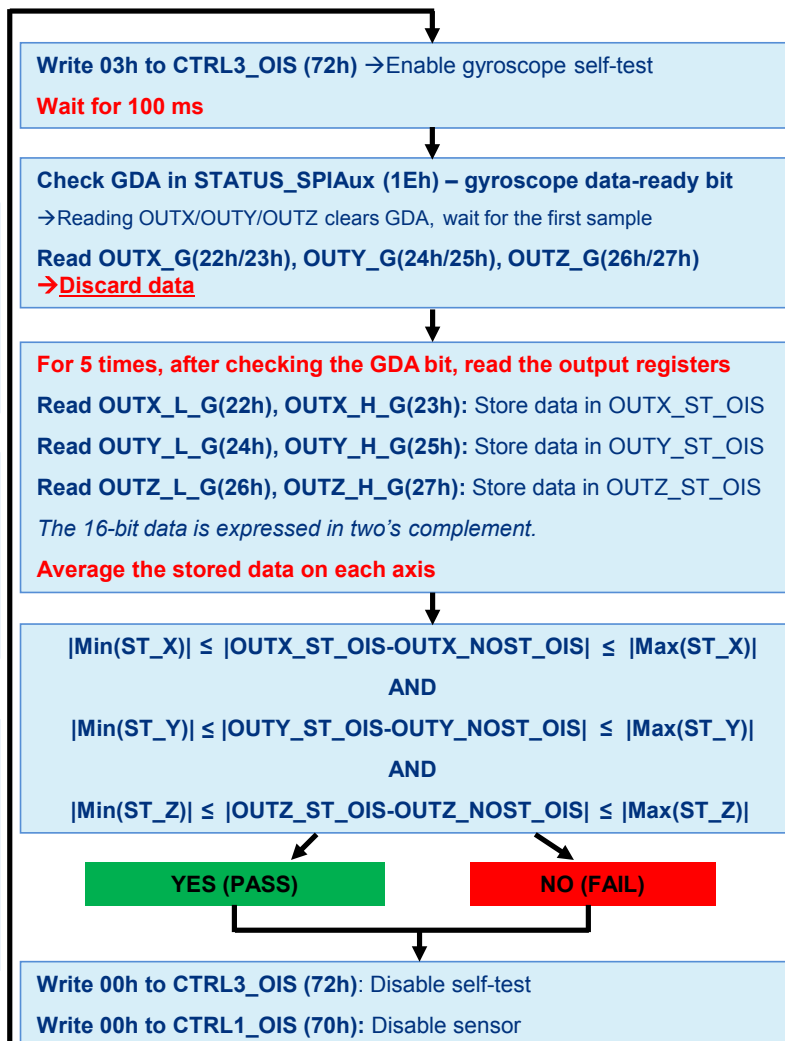 Write 03h to CTRL3_OIS (72h) →Enable gyroscope self-test
Wait for 100 ms
Check GDA in STATUS_SPIAux (1Eh) – gyroscope data-ready bit
→Reading OUTX/OUTY/OUTZ clears GDA, wait for the first sample
Read OUTX_G(22h/23h), OUTY_G(24h/25h), OUTZ_G(26h/27h)
→Discard data
For 5 times, after checking the GDA bit, read the output registers
Read OUTX_L_G(22h), OUTX_H_G(23h): Store data in OUTX_ST_OIS
Read OUTY_L_G(24h), OUTY_H_G(25h): Store data in OUTY_ST_OIS
Read OUTZ_L_G(26h), OUTZ_H_G(27h): Store data in OUTZ_ST_OIS
The 16-bit data is expressed in two’s complement.
Average the stored data on each axis
|Min(ST_X)| ≤ |OUTX_ST_OIS-OUTX_NOST_OIS| ≤ |Max(ST_X)|
AND
|Min(ST_Y)| ≤ |OUTY_ST_OIS-OUTY_NOST_OIS| ≤ |Max(ST_Y)|
AND
|Min(ST_Z)| ≤ |OUTZ_ST_OIS-OUTZ_NOST_OIS| ≤ |Max(ST_Z)|
YES (PASS)
NO (FAIL)
Write 00h to CTRL3_OIS (72h): Disable self-test
Write 00h to CTRL1_OIS (70h): Disable sensor